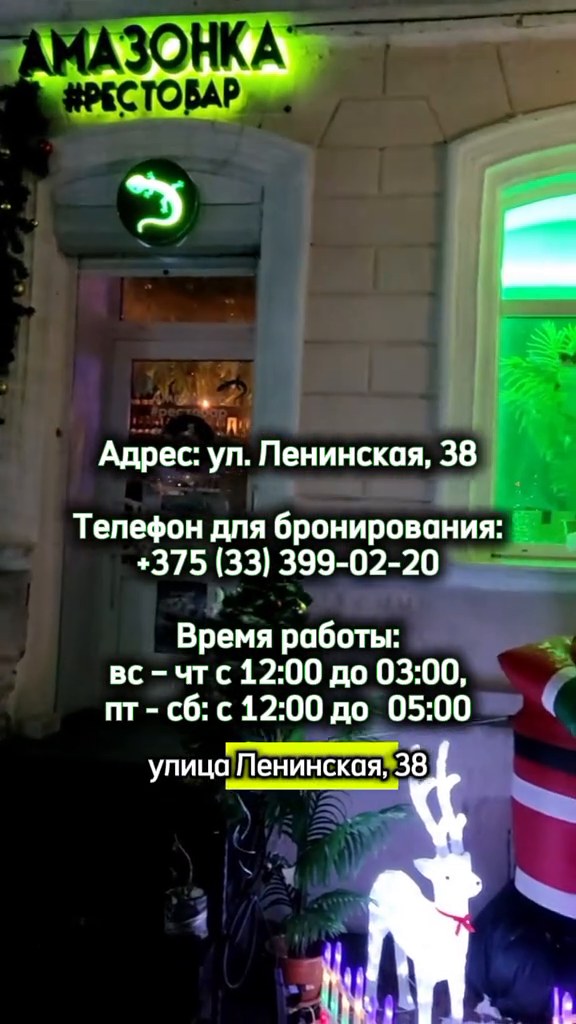 АМАЗОНКА
#РЕСТОБАР
#рестобар
Адрес: ул. Ленинская, 38
Телефон для бронирования:
+375 (33) 399-02-20
Время работы:
вс – чт с 12:00 до 03:00,
пт - сб: с 12:00 до 05:00
улица Ленинская, 38